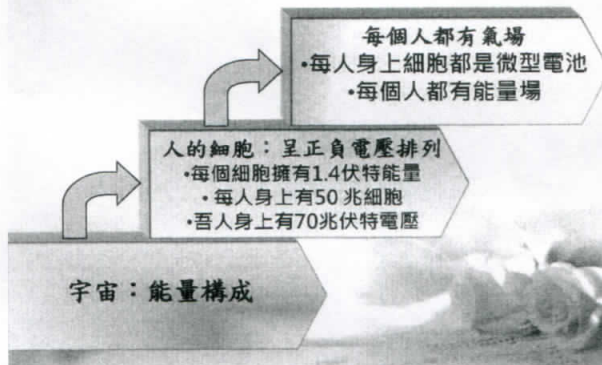 每個人都有氣場
•每人身上細胞都是微型電池
•每個人都有能量場
人的細胞：呈正負電壓排列
•每個細胞擁有1.4伏特能量
•每人身上有50兆細胞
•吾人身上有70兆伏特電壓
宇宙：能量構成